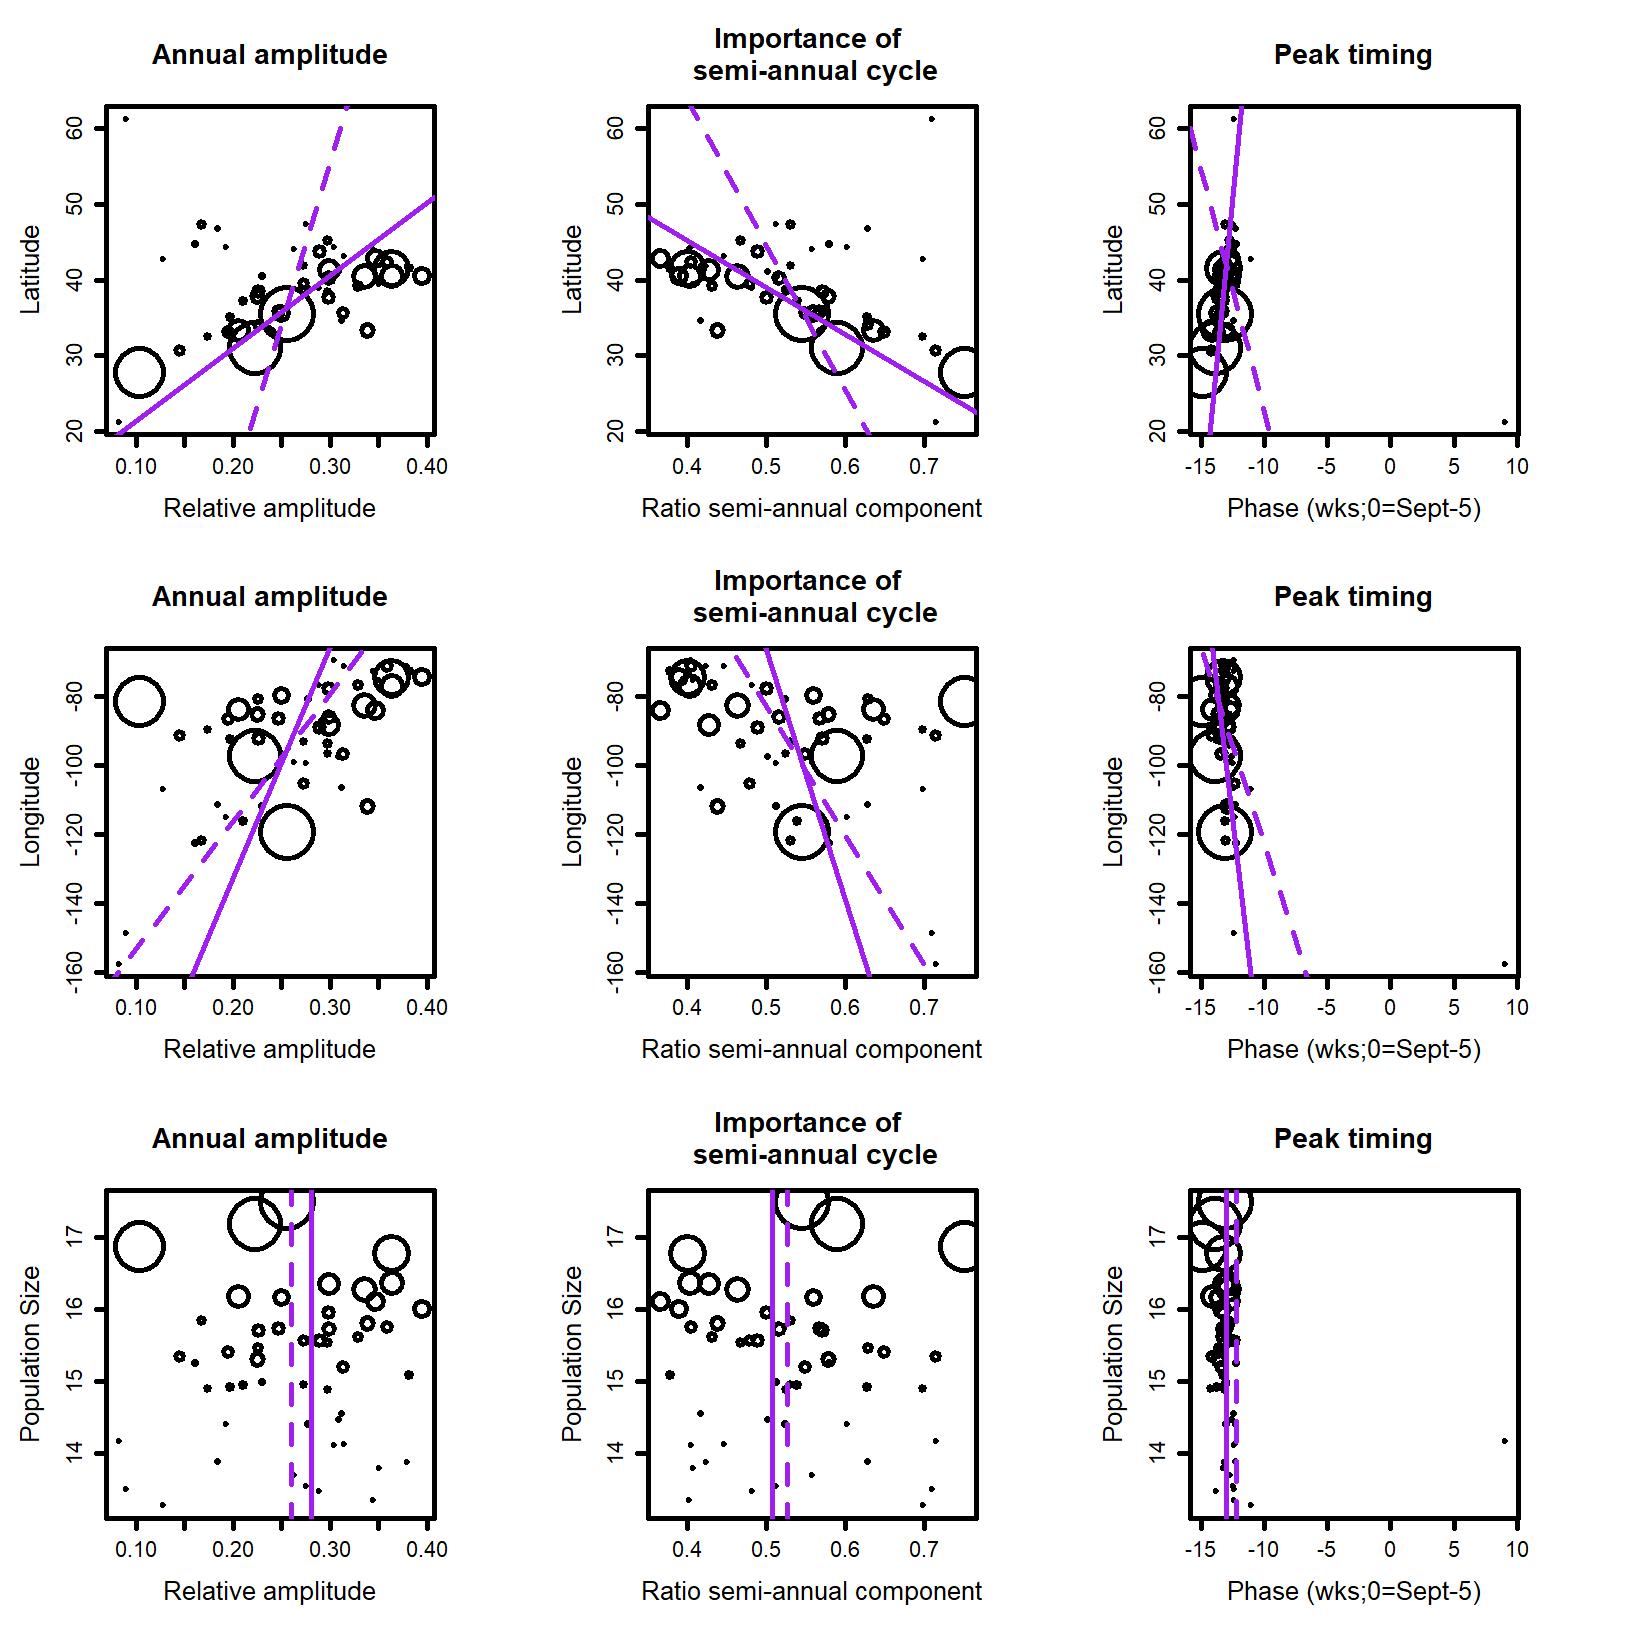 Annual amplitude
Latitude
60
50
40
30
20
0.10 0.20 0.30 0.40
Relative amplitude
Importance of
semi-annual cycle
Latitude
60
50
40
30
20
0.4 0.5 0.6 0.7
Ratio semi-annual component
Peak timing
Latitude
60
50
40
30
20
-15 -10 -5 0 5 10
Phase (wks;0=Sept-5)
Annual amplitude
Longitude
-80
-100
-120
-140
-160
0.10 0.20 0.30 0.40
Relative amplitude
Importance of
semi-annual cycle
Longitude
-80
-100
-120
-140
-160
0.4 0.5 0.6 0.7
Ratio semi-annual component
Peak timing
Longitude
-80
-100
-120
-140
-160
-15 -10 -5 0 5 10
Phase (wks;0=Sept-5)
Annual amplitude
Population Size
17
16
15
14
0.10 0.20 0.30 0.40
Relative amplitude
Importance of
semi-annual cycle
Population Size
17
16
15
14
0.4 0.5 0.6 0.7
Ratio semi-annual component
Peak timing
Population Size
17
16
15
14
-15 -10 -5 0 5 10
Phase (wks;0=Sept-5)